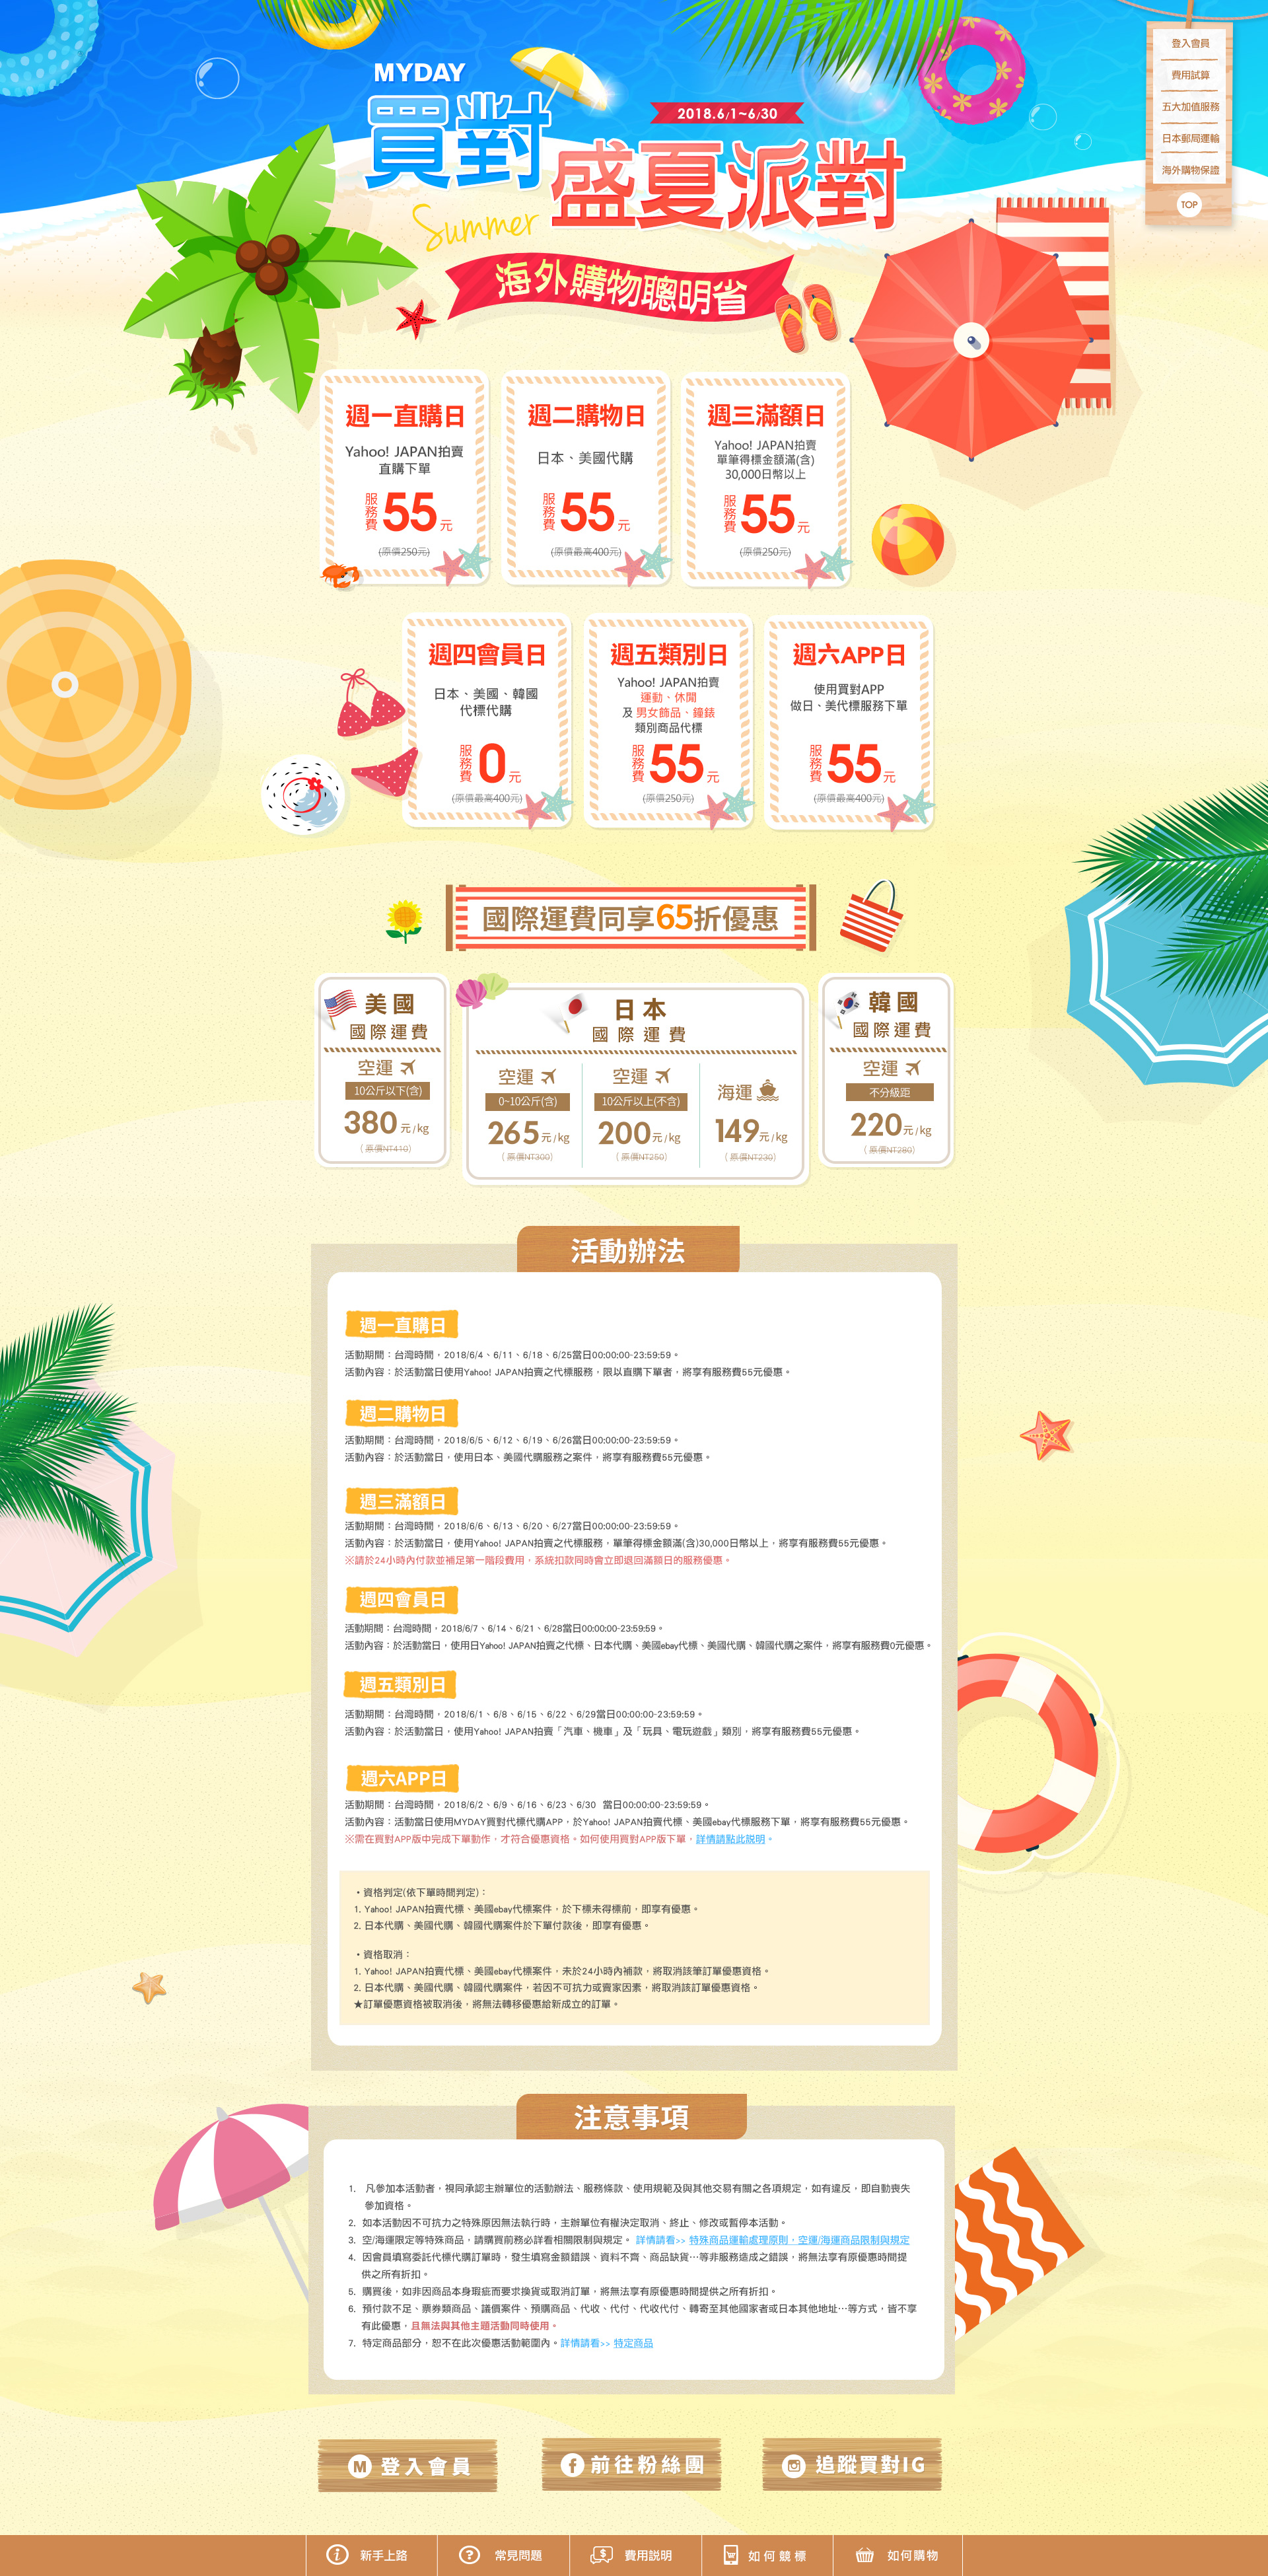 登入會員
費用試算
五大加值服務
日本郵局運輸
海外購物保證
TOP
MYDAY
買對
2018.6/1~6/30
盛夏派對
Summer
海外購物聰明省
週一直購日
Yahoo! JAPAN拍賣
直購下單
服務費 55 元
(原價250元)
週二購物日
日本、美國代購
服務費 55 元
(原價最高400元)
週三滿額日
Yahoo! JAPAN拍賣
單筆得標金額滿(含)
30,000日幣以上
服務費 55 元
(原價250元)
週四會員日
日本、美國、韓國
代標代購
服務費 0 元
(原價最高400元)
週五類別日
Yahoo! JAPAN拍賣
運動、休閒
及 男女飾品、鐘錶
類別商品代標
服務費 55 元
(原價250元)
週六APP日
使用買對APP
做日、美代標服務下單
服務費 55 元
(原價最高400元)
國際運費同享65折優惠
美國
國際運費
空運
10公斤以下(含)
380 元/kg
(原價NT410)
日本
國際運費
空運
0~10公斤(含)
265 元/kg
(原價NT300)
空運
10公斤以上(不含)
200 元/kg
(原價NT250)
海運
149 元/kg
(原價NT230)
韓國
國際運費
空運
不分級距
220 元/kg
(原價NT280)
活動辦法
週一直購日
活動期間：台灣時間，2018/6/4、6/11、6/18、6/25當日00:00:00-23:59:59。
活動內容：於活動當日使用Yahoo! JAPAN拍賣之代標服務，限以直購下單者，將享有服務費55元優惠。
週二購物日
活動期間：台灣時間，2018/6/5、6/12、6/19、6/26當日00:00:00-23:59:59。
活動內容：於活動當日，使用日本、美國代購服務之案件，將享有服務費55元優惠。
週三滿額日
活動期間：台灣時間，2018/6/6、6/13、6/20、6/27當日00:00:00-23:59:59。
活動內容：於活動當日，使用Yahoo! JAPAN拍賣之代標服務，單筆得標金額滿(含)30,000日幣以上，將享有服務費55元優惠。
※請於24小時內付款並補足第一階段費用，系統扣款同時會立即退回滿額日的服務優惠。
週四會員日
活動期間：台灣時間，2018/6/7、6/14、6/21、6/28當日00:00:00-23:59:59。
活動內容：於活動當日，使用日Yahoo! JAPAN拍賣之代標、日本代購、美國ebay代標、美國代購、韓國代購之案件，將享有服務費0元優惠。
週五類別日
活動期間：台灣時間，2018/6/1、6/8、6/15、6/22、6/29當日00:00:00-23:59:59。
活動內容：於活動當日，使用Yahoo! JAPAN拍賣「汽車、機車」及「玩具、電玩遊戲」類別，將享有服務費55元優惠。
週六APP日
活動期間：台灣時間，2018/6/2、6/9、6/16、6/23、6/30 當日00:00:00-23:59:59。
活動內容：活動當日使用MYDAY買對代標代購APP，於Yahoo! JAPAN拍賣代標、美國ebay代標服務下單，將享有服務費55元優惠。
※需在買對APP版中完成下單動作，才符合優惠資格。如何使用買對APP版下單，詳情請點此說明。
・資格判定(依下單時間判定)：
1. Yahoo! JAPAN拍賣代標、美國ebay代標案件，於下標未得標前，即享有優惠。
2. 日本代購、美國代購、韓國代購案件於下單付款後，即享有優惠。
・資格取消：
1. Yahoo! JAPAN拍賣代標、美國ebay代標案件，未於24小時內補款，將取消該筆訂單優惠資格。
2. 日本代購、美國代購、韓國代購案件，若因不可抗力或賣家因素，將取消該訂單優惠資格。
★訂單優惠資格被取消後，將無法轉移優惠給新成立的訂單。
注意事項
1. 凡參加本活動者，視同承認主辦單位的活動辦法、服務條款、使用規範及與其他交易有關之各項規定，如有違反，即自動喪失
參加資格。
2. 如本活動因不可抗力之特殊原因無法執行時，主辦單位有權決定取消、終止、修改或暫停本活動。
3. 空/海運限定等特殊商品，請購買前務必詳看相關限制與規定。 詳情請看>> 特殊商品運輸處理原則，空運/海運商品限制與規定
4. 因會員填寫委託代標代購訂單時，發生填寫金額錯誤、資料不齊、商品缺貨…等非服務造成之錯誤，將無法享有原優惠時間提
供之所有折扣。
5. 購買後，如非因商品本身瑕疵而要求換貨或取消訂單，將無法享有原優惠時間提供之所有折扣。
6. 預付款不足、票券類商品、議價案件、預購商品、代收、代付、代收代付、轉寄至其他國家者或日本其他地址…等方式，皆不享
有此優惠，且無法與其他主題活動同時使用。
7. 特定商品部分，恕不在此次優惠活動範圍內。詳情請看>> 特定商品
M 登入會員
f 前往粉絲團
追蹤買對IG
新手上路
常見問題
費用說明
如何競標
如何購物